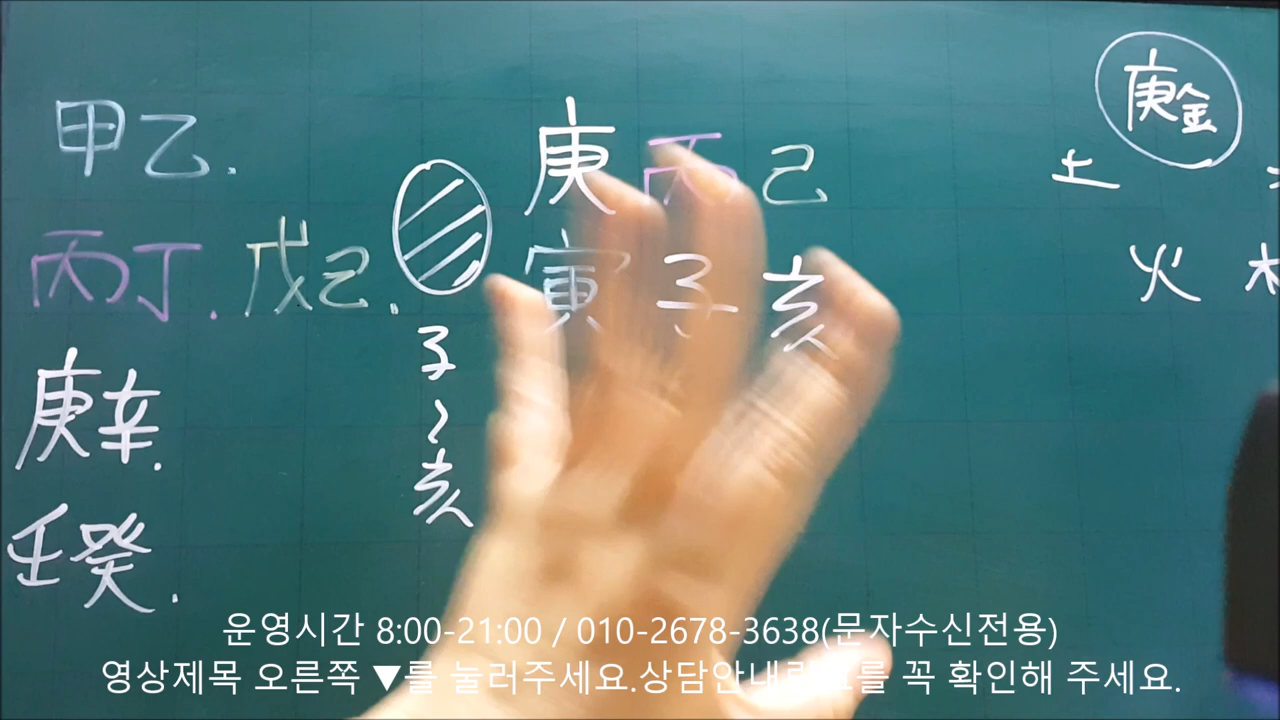 甲乙.
丙丁. 戊己.
庚辛.
壬癸.
子
~
亥
庚 丙 己
寅 子 亥
庚金
土
火 木
운영시간 8:00-21:00 / 010-2678-3638(문자수신전용)
영상제목 오른쪽 ▼를 눌러주세요.상담안내링크를 꼭 확인해 주세요.